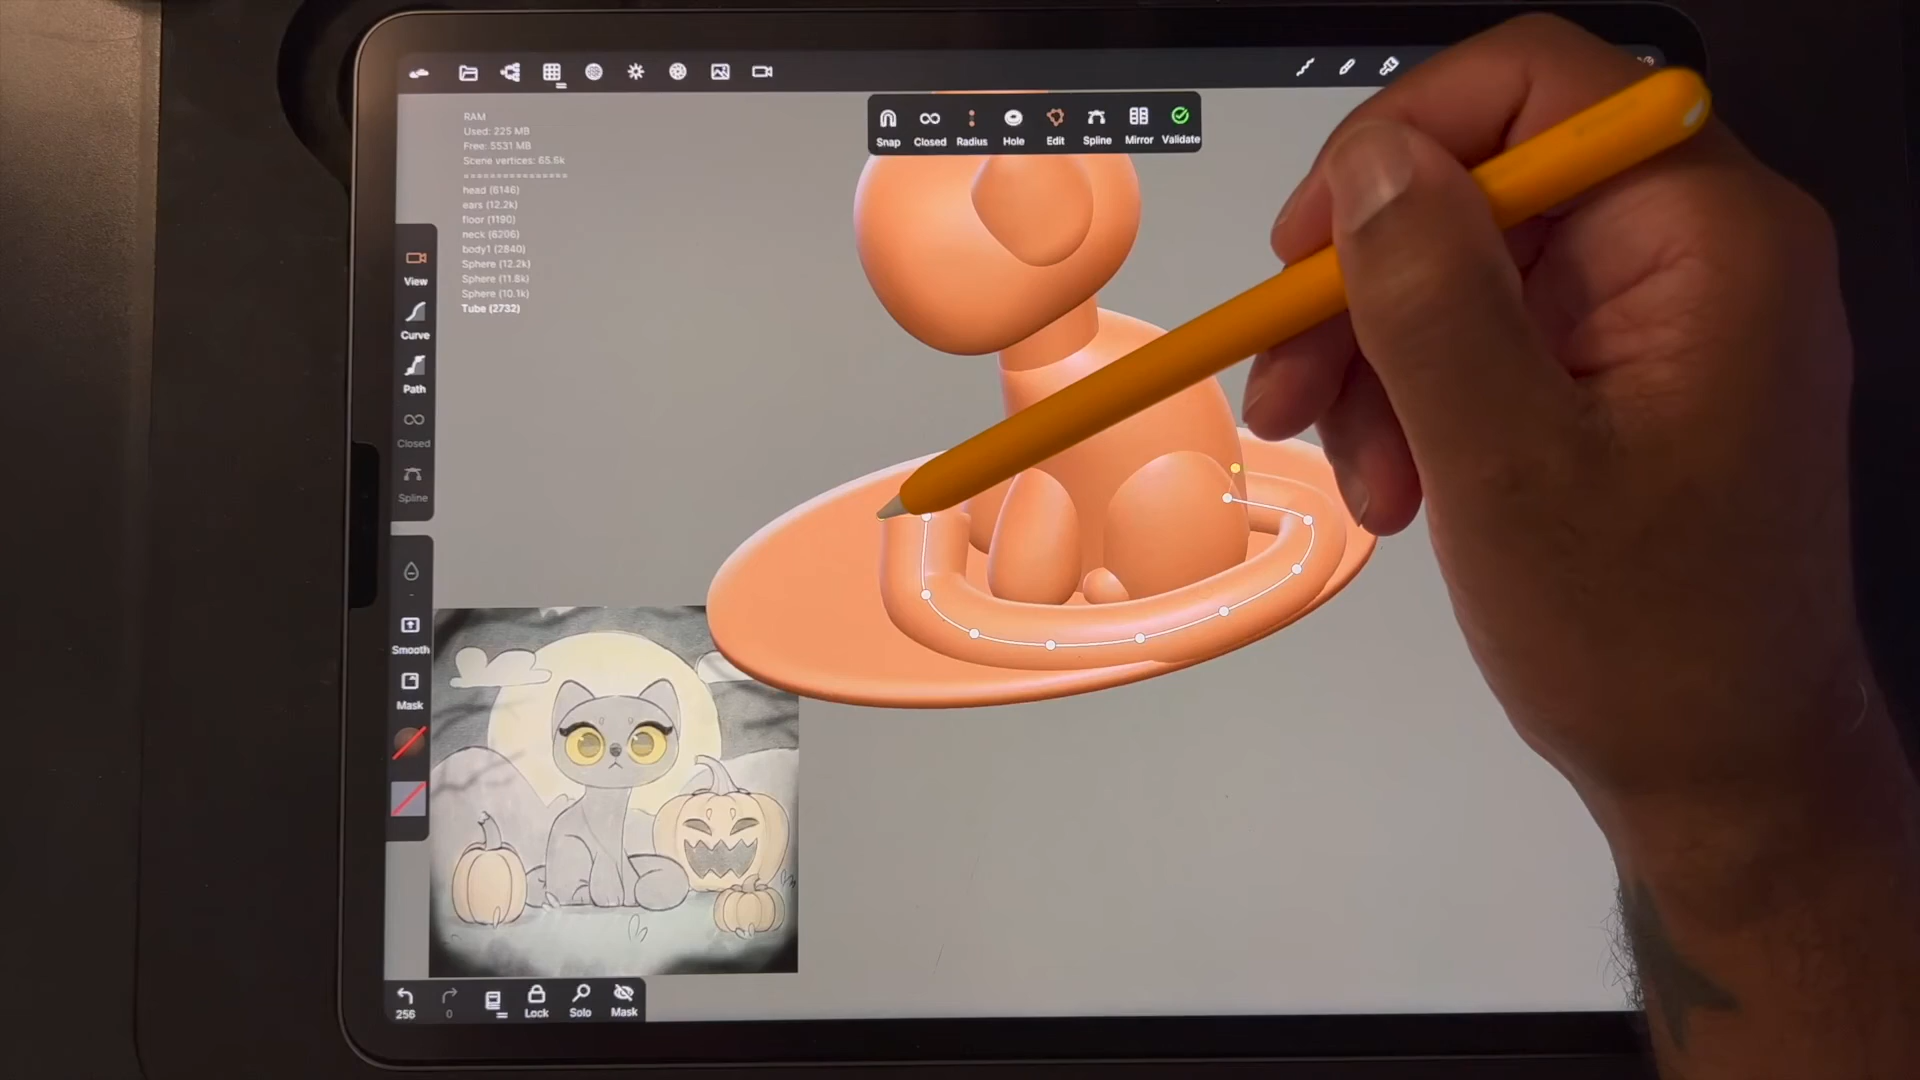 RAM
Used: 225 MB
Free: 5531 MB
Scene vertices: 65.6k
================
head (6146)
ears (12.2k)
floor (1190)
neck (6206)
body1 (2840)
Sphere (12.2k)
Sphere (11.8k)
Sphere (10.1k)
Tube (2732)
Snap Closed Radius Hole Edit Spline Mirror Validate
View
Curve
Path
Closed
Spline
Smooth
Mask
256 0 Lock Solo Mask